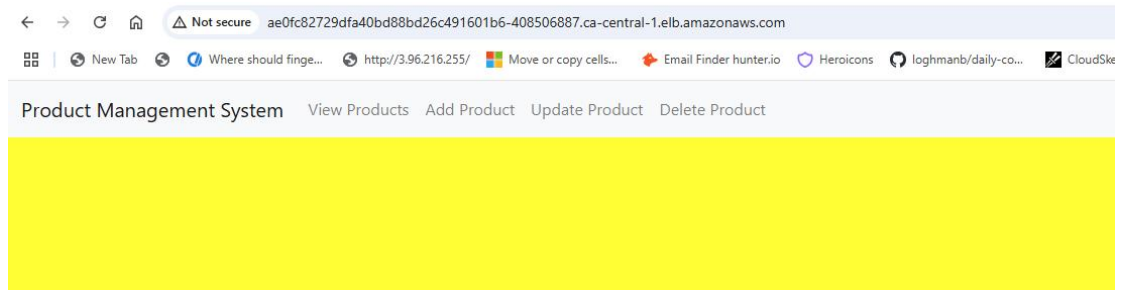 Not secure ae0fc82729dfa40bd88bd26c491601b6-408506887.ca-central-1.elb.amazonaws.com
New Tab Where should finge... http://3.96.216.255/ Move or copy cells... Email Finder hunter.io Heroicons loghmanb/daily-co... CloudSke
Product Management System View Products Add Product Update Product Delete Product